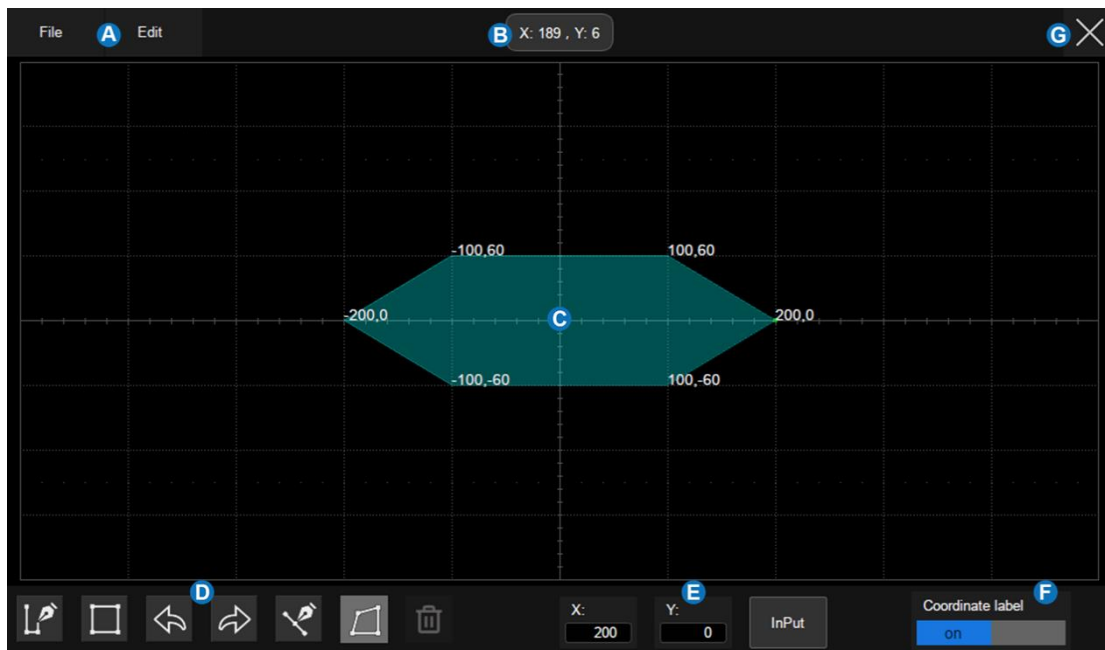 File A Edit B X: 189 , Y: 6 G
-100,60 100,60
-200,0 C 200,0
-100,-60 100,-60
D E F
X: Y: Coordinate label
200 0 InPut on